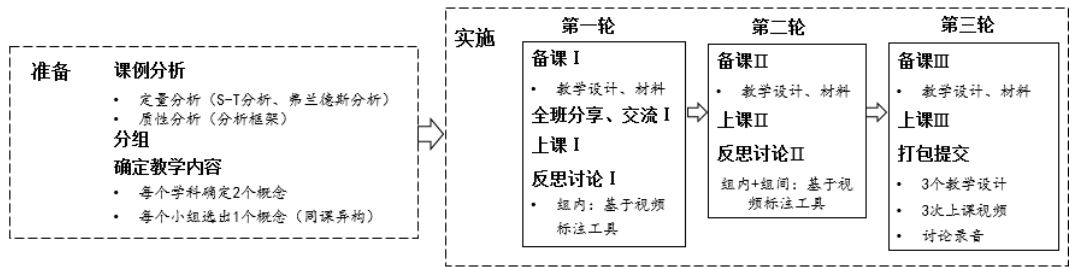 准备
课例分析
• 定量分析（S-T分析、弗兰德斯分析）
• 质性分析（分析框架）
分组
确定教学内容
• 每个学科确定2个概念
• 每个小组选出1个概念（同课异构）
实施
第一轮
备课Ⅰ
• 教学设计、材料
全班分享、交流Ⅰ
上课Ⅰ
反思讨论Ⅰ
• 组内：基于视频
标注工具
第二轮
备课Ⅱ
• 教学设计、材料
上课Ⅱ
反思讨论Ⅱ
组内+组间：基于视
频标注工具
第三轮
备课Ⅲ
• 教学设计、材料
上课Ⅲ
打包提交
• 3个教学设计
• 3次上课视频
• 讨论录音